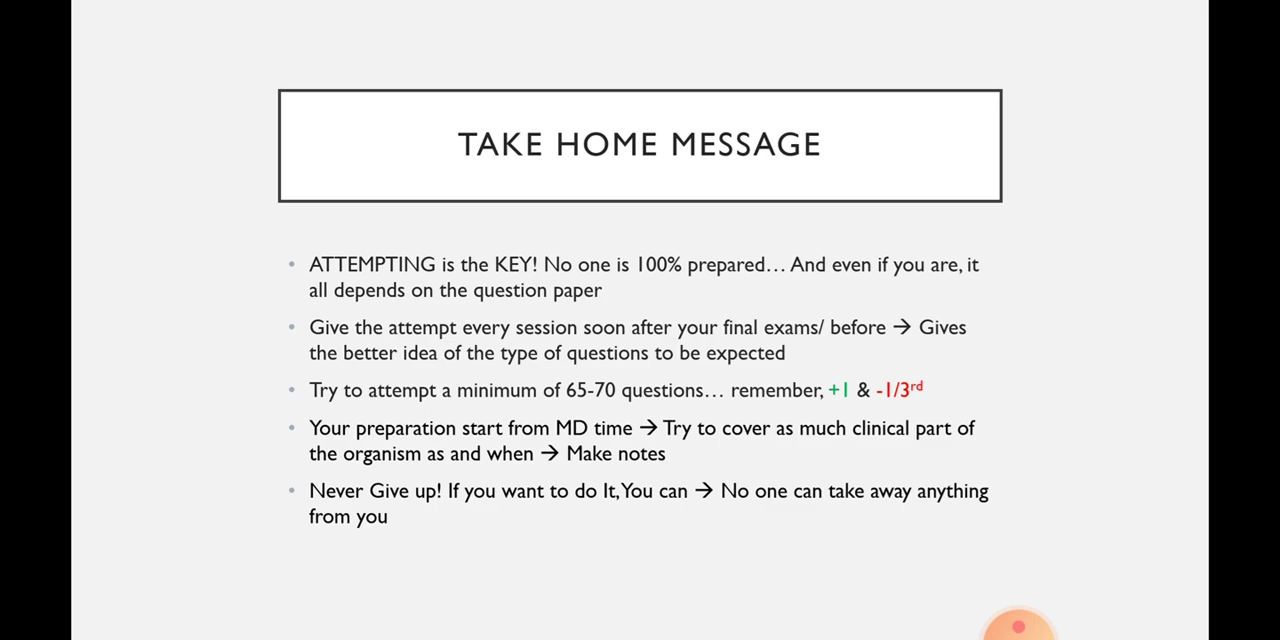 TAKE HOME MESSAGE
ATTEMPTING is the KEY! No one is 100% prepared... And even if you are, it
all depends on the question paper
Give the attempt every session soon after your final exams/ before → Gives
the better idea of the type of questions to be expected
Try to attempt a minimum of 65-70 questions... remember, +1 & -1/3rd
Your preparation start from MD time → Try to cover as much clinical part of
the organism as and when → Make notes
Never Give up! If you want to do It,You can → No one can take away anything
from you